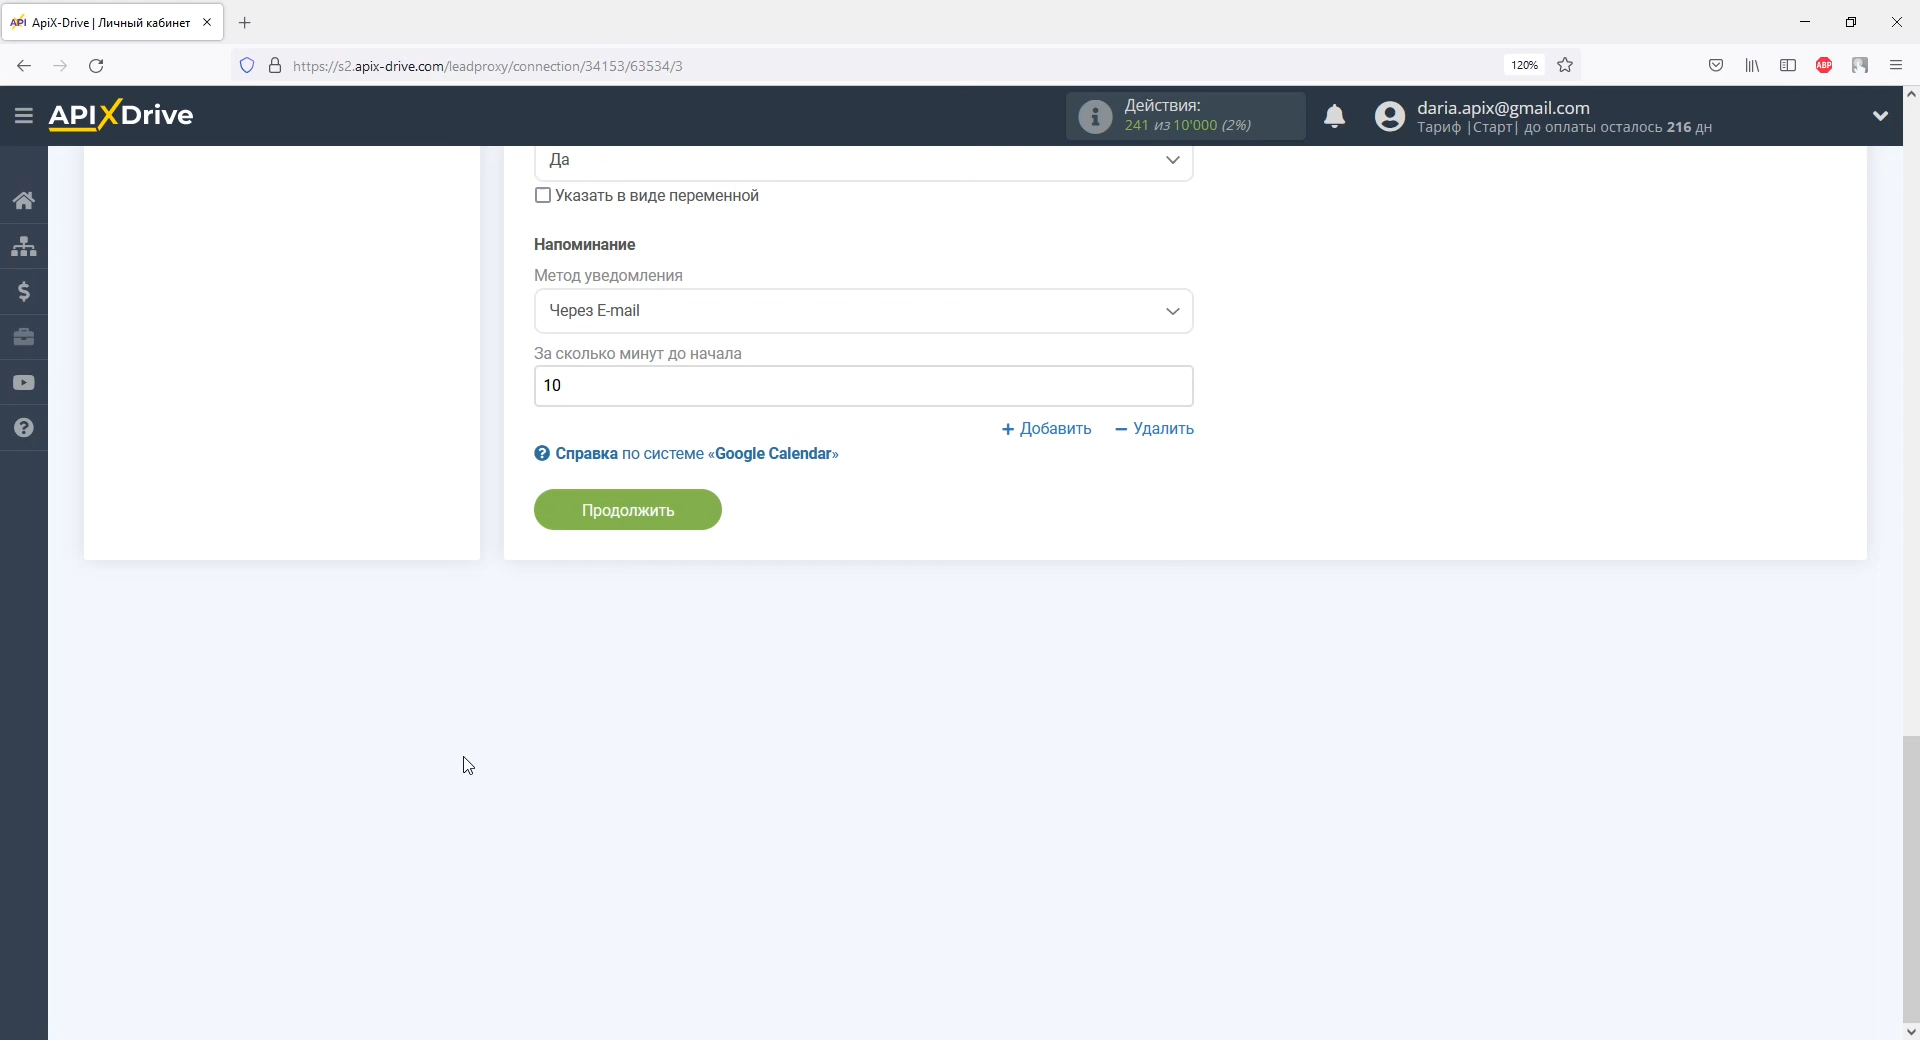 API ApiX-Drive | Личный кабинет
https://s2.apix-drive.com/leadproxy/connection/34153/63534/3
120%
ABP
APIXDrive
Действия:
241 из 10'000 (2%)
daria.apix@gmail.com
Тариф |Старт| до оплаты осталось 216 дн
Да
Указать в виде переменной
Напоминание
Метод уведомления
Через E-mail
За сколько минут до начала
10
+ Добавить – Удалить
Справка по системе «Google Calendar»
Продолжить